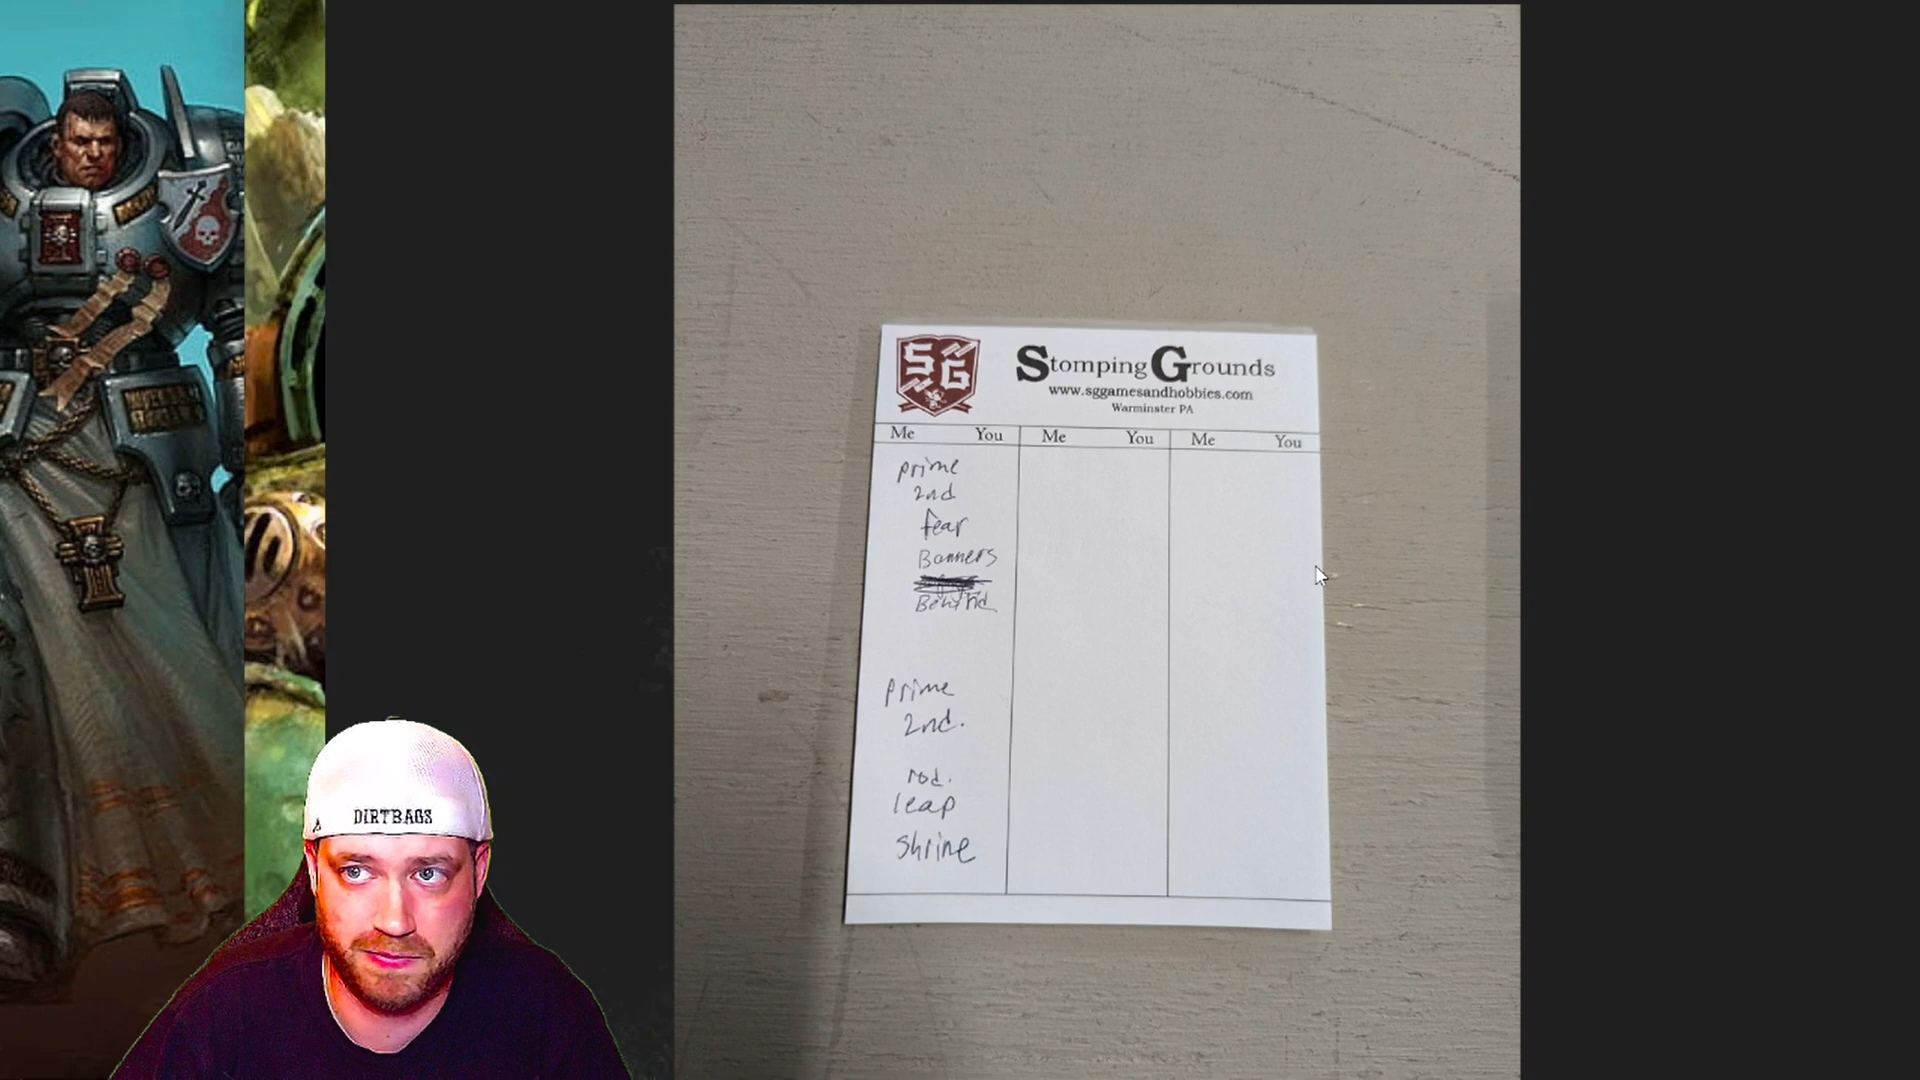 SG
Stomping Grounds
www.sggamesandhobbies.com
Warminster PA
Me You Me You Me You
prime
2nd
fear
Banners
Behind
prime
2nd.
rod.
leap
shrine
DIRTBAGS